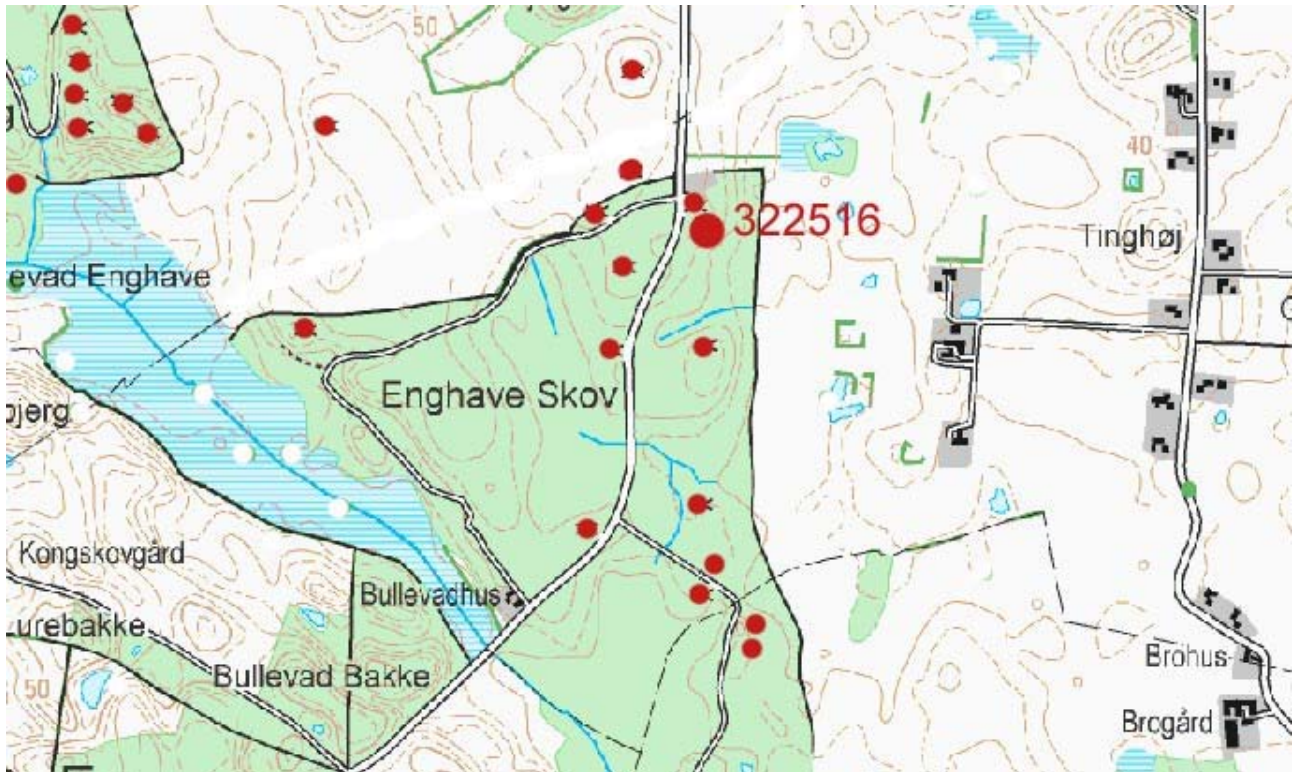 50
40
322516
Tinghøj
evad Enghave
Enghave Skov
bjerg
Kongskovgård
Bullevadhus
urebakke
Bullevad Bakke
50
Brohus
Brogård